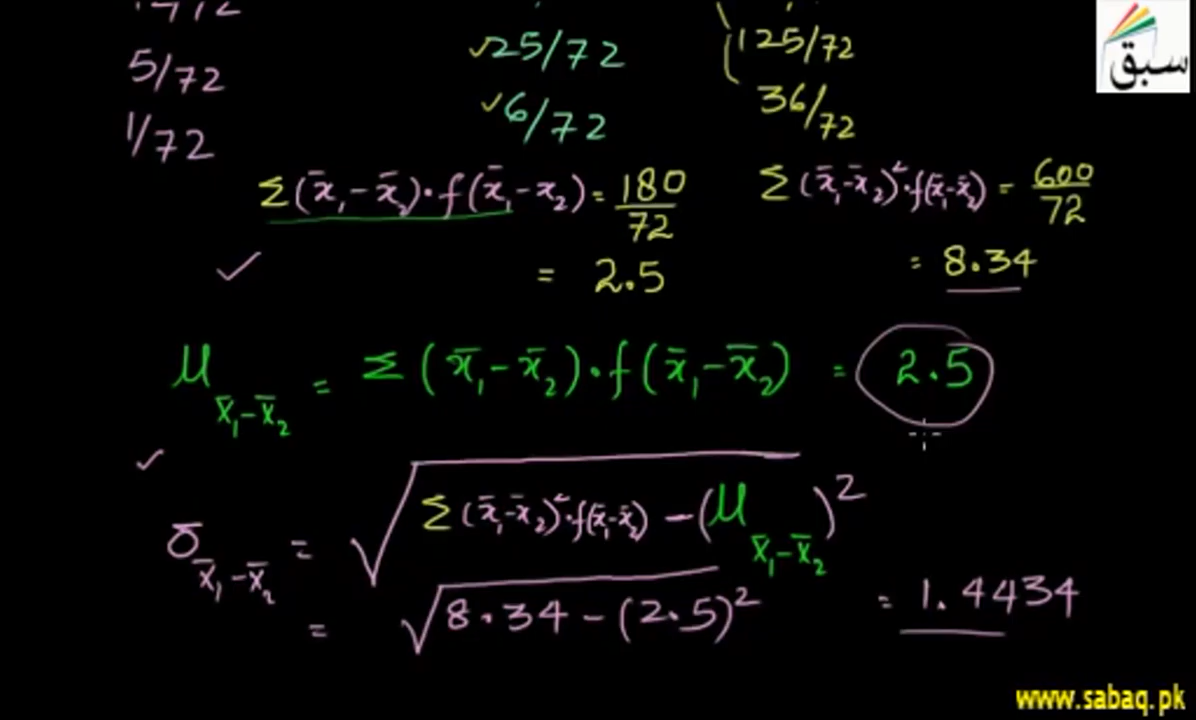 سبق
5/72 25/72 125/72
1/72 6/72 36/72
Σ(x̄₁-x̄₂)·f(x̄₁-x₂) = 180/72 Σ(x̄₁-x̄₂)²·f(x̄₁-x̄₂) = 600/72
= 2.5 = 8.34
μ x̄₁-x̄₂ = Σ(x̄₁-x̄₂)·f(x̄₁-x̄₂) = 2.5
σ x̄₁-x̄₂ = √Σ(x̄₁-x̄₂)²·f(x̄₁-x̄₂) -(μ x̄₁-x̄₂)²
= √8.34-(2.5)² = 1.4434
www.sabaq.pk